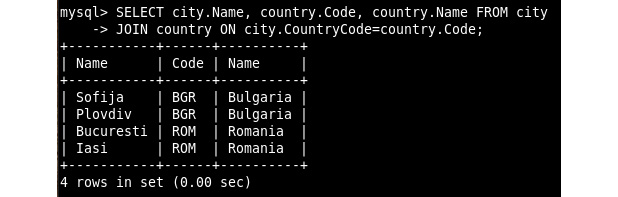 mysql> SELECT city.Name, country.Code, country.Name FROM city
    -> JOIN country ON city.CountryCode=country.Code;
+-----------+------+----------+
| Name      | Code | Name     |
+-----------+------+----------+
| Sofija    | BGR  | Bulgaria |
| Plovdiv   | BGR  | Bulgaria |
| Bucuresti | ROM  | Romania  |
| Iasi      | ROM  | Romania  |
+-----------+------+----------+
4 rows in set (0.00 sec)